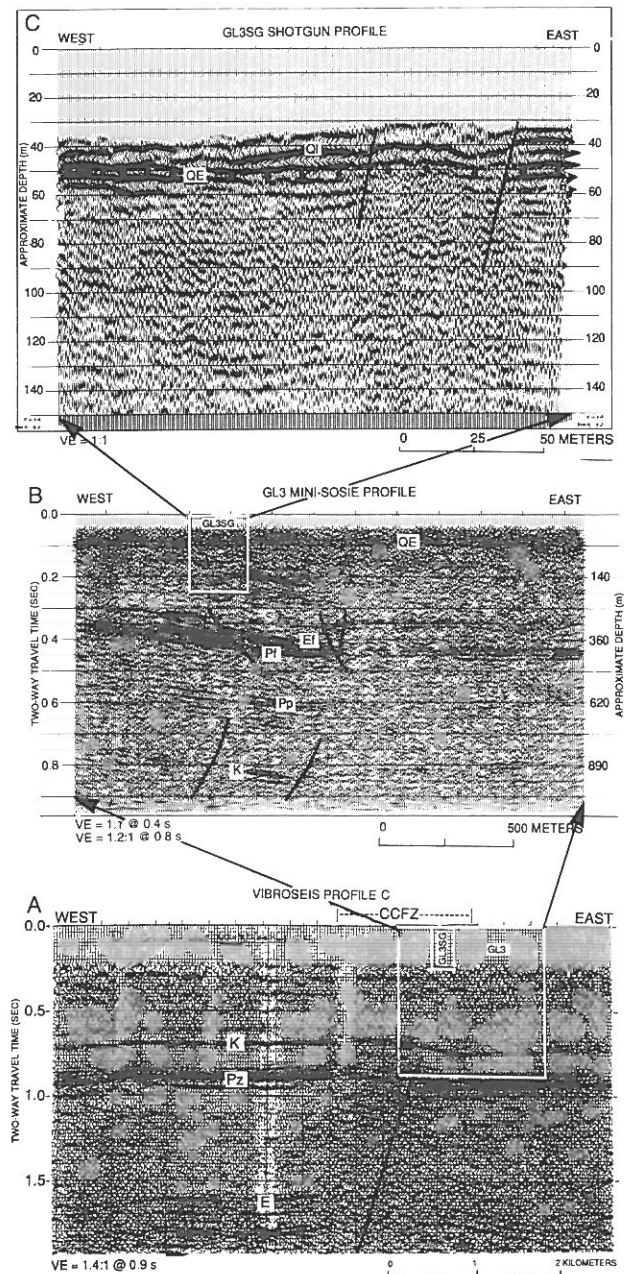 C
GL3SG SHOTGUN PROFILE
WEST EAST
0 0
20 20
40 40
60 60
80 80
100 100
120 120
140 140
APPROXIMATE DEPTH (m)
QI
QE
VE = 1:1
0 25 50 METERS
B
GL3 MINI-SOSIE PROFILE
WEST EAST
0.0
0.2 140
0.4 360
0.6 620
0.8 890
TWO-WAY TRAVEL TIME (SEC)
APPROXIMATE DEPTH (m)
GL3SG
QE
Ef
Pf
Pp
K
VE = 1:1 @ 0.4 s
VE = 1.2:1 @ 0.8 s
0 500 METERS
VIBROSEIS PROFILE C
A
WEST CCFZ EAST
0.0
0.5
1.0
1.5
TWO-WAY TRAVEL TIME (SEC)
GL3SG
GL3
K
Pz
E
VE = 1.4:1 @ 0.9 s
0 1 2 KILOMETERS